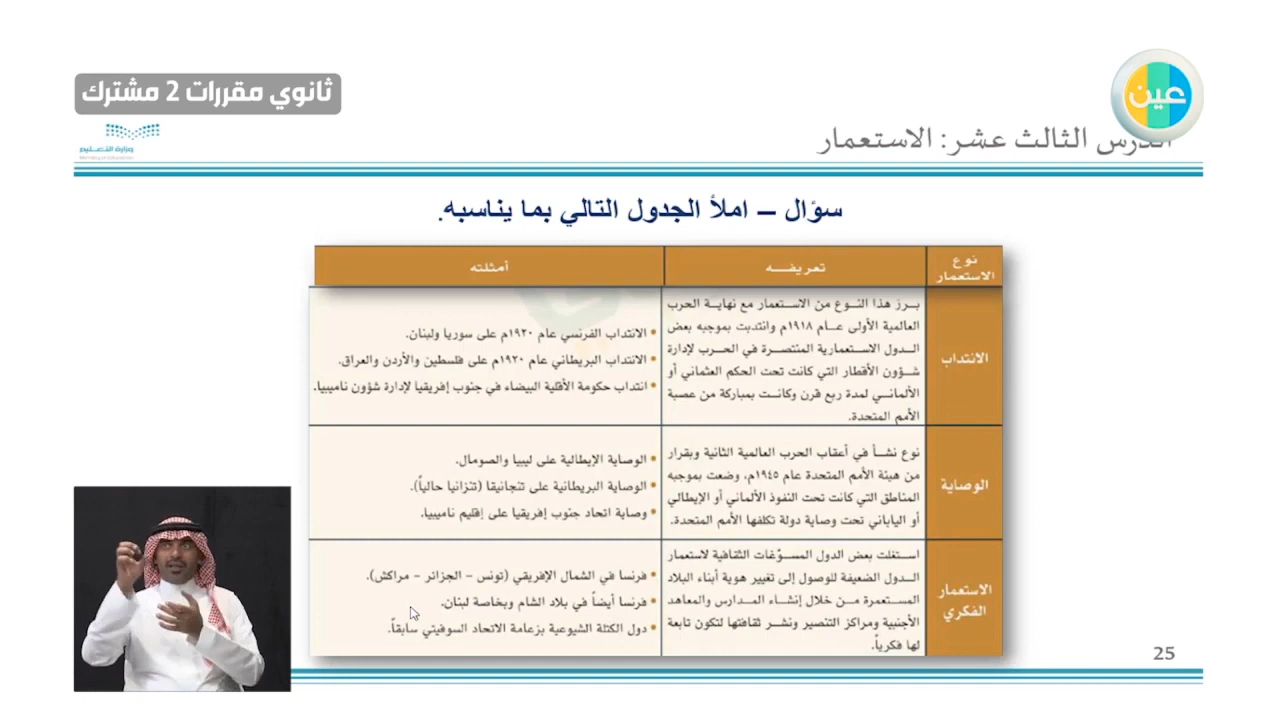 ثانوي مقررات 2 مشترك
عين
وزارة التعليم
Ministry of Education
الدرس الثالث عشر: الاستعمار
سؤال – املأ الجدول التالي بما يناسبه.
نوع الاستعمار
تعريفــه
أمثلته
الانتداب
برز هذا النوع من الاستعمار مع نهاية الحرب
العالمية الأولى عام ١٩١٨م وانتدبت بموجبه بعض
الدول الاستعمارية المنتصرة في الحرب لإدارة
شؤون الأقطار التي كانت تحت الحكم العثماني أو
الألماني لمدة ربع قرن وكانت بمباركة من عصبة
الأمم المتحدة.
• الانتداب الفرنسي عام ١٩٢٠م على سوريا ولبنان.
• الانتداب البريطاني عام ١٩٢٠م على فلسطين والأردن والعراق.
• انتداب حكومة الأقلية البيضاء في جنوب إفريقيا لإدارة شؤون ناميبيا.
الوصاية
نوع نشأ في أعقاب الحرب العالمية الثانية وبقرار
من هيئة الأمم المتحدة عام ١٩٤٥م، وضعت بموجبه
المناطق التي كانت تحت النفوذ الألماني أو الإيطالي
أو الياباني تحت وصاية دولة تكلفها الأمم المتحدة.
• الوصاية الإيطالية على ليبيا والصومال.
• الوصاية البريطانية على تنجانيقا (تنزانيا حالياً).
• وصاية اتحاد جنوب إفريقيا على إقليم ناميبيا.
الاستعمار
الفكري
استغلت بعض الدول المسوّغات الثقافية لاستعمار
الدول الضعيفة للوصول إلى تغيير هوية أبناء البلاد
المستعمرة من خلال إنشاء المدارس والمعاهد
الأجنبية ومراكز التنصير ونشر ثقافتها لتكون تابعة
لها فكرياً.
• فرنسا في الشمال الإفريقي (تونس – الجزائر – مراكش).
• فرنسا أيضاً في بلاد الشام وبخاصة لبنان.
• دول الكتلة الشيوعية بزعامة الاتحاد السوفيتي سابقاً.
25